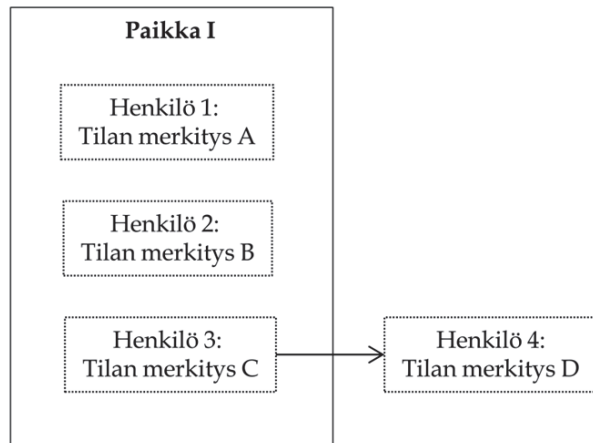 Paikka I
Henkilö 1:
Tilan merkitys A
Henkilö 2:
Tilan merkitys B
Henkilö 3:
Tilan merkitys C
Henkilö 4:
Tilan merkitys D